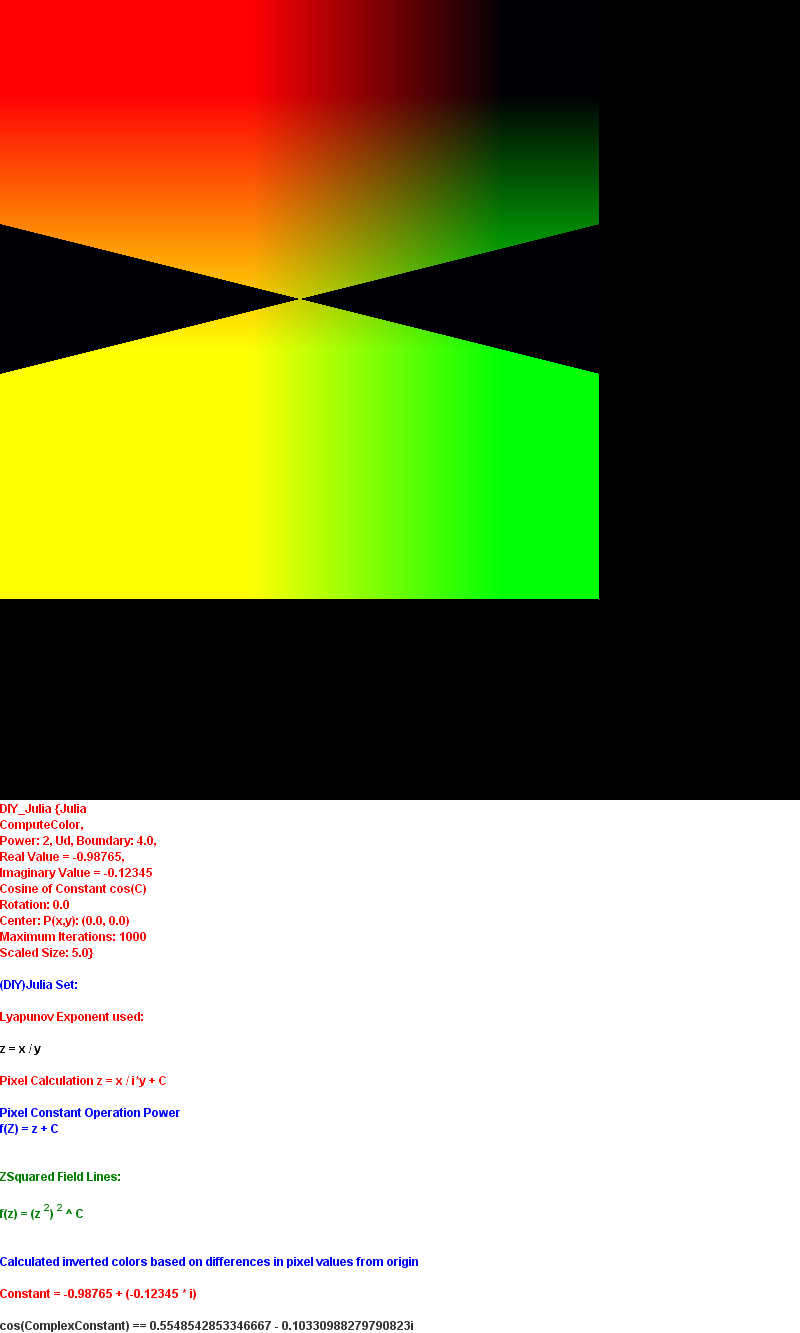 DIY_Julia {Julia
ComputeColor,
Power: 2, Ud, Boundary: 4.0,
Real Value = -0.98765,
Imaginary Value = -0.12345
Cosine of Constant cos(C)
Rotation: 0.0
Center: P(x,y): (0.0, 0.0)
Maximum Iterations: 1000
Scaled Size: 5.0}
(DIY)Julia Set:
Lyapunov Exponent used:
z = x / y
Pixel Calculation z = x / i*y + C
Pixel Constant Operation Power
f(Z) = z + C
ZSquared Field Lines:
f(z) = (z 2) 2 ^ C
Calculated inverted colors based on differences in pixel values from origin
Constant = -0.98765 + (-0.12345 * i)
cos(ComplexConstant) == 0.5548542853346667 - 0.10330988279790823i